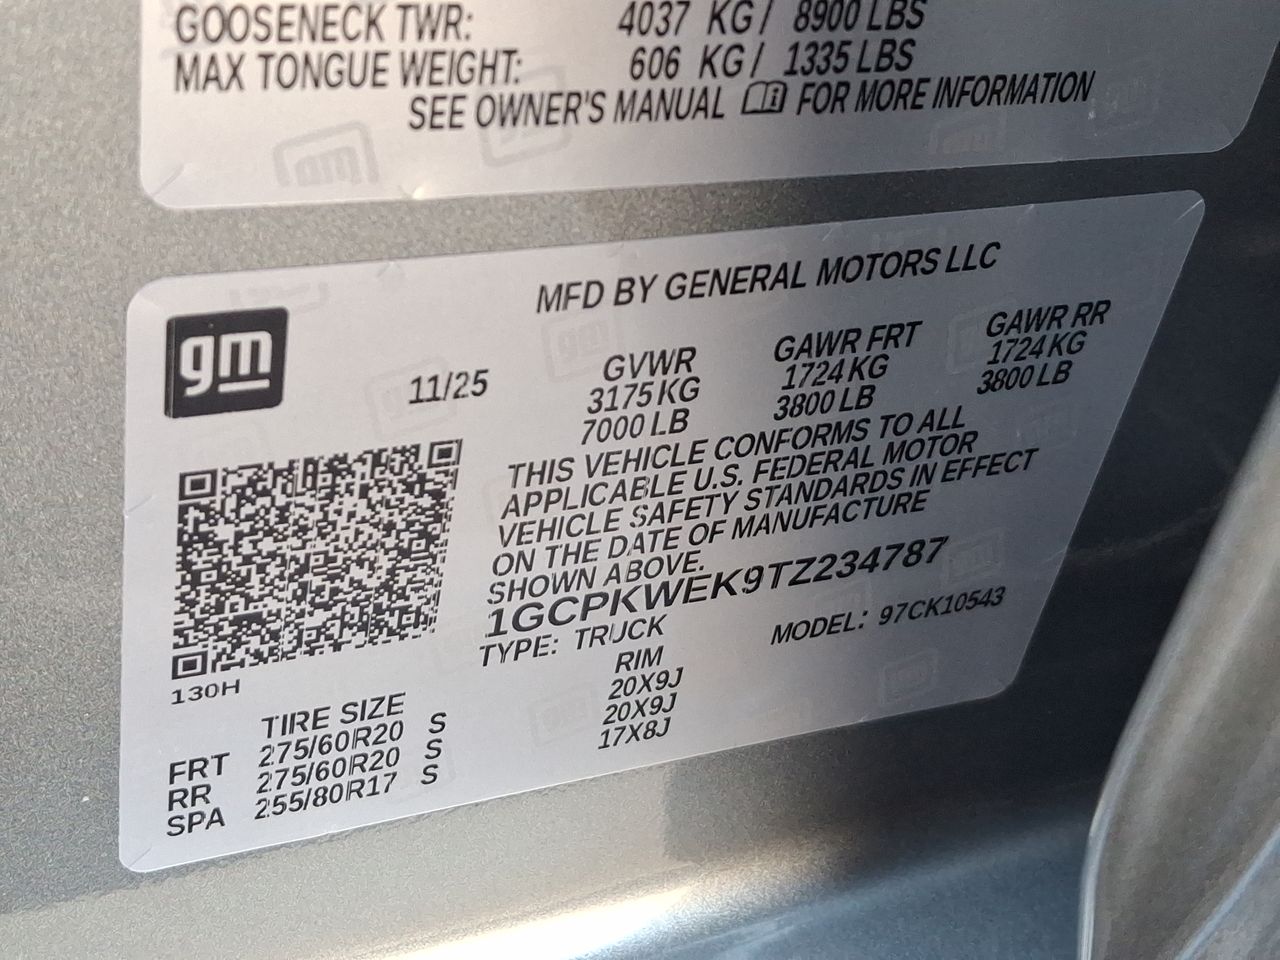 GOOSENECK TWR: 4037 KG/ 8900 LBS
MAX TONGUE WEIGHT: 606 KG/ 1335 LBS
SEE OWNER'S MANUAL FOR MORE INFORMATION
gm
MFD BY GENERAL MOTORS LLC
11/25 GVWR GAWR FRT GAWR RR
3175 KG 1724 KG 1724 KG
7000 LB 3800 LB 3800 LB
THIS VEHICLE CONFORMS TO ALL
APPLICABLE U.S. FEDERAL MOTOR
VEHICLE SAFETY STANDARDS IN EFFECT
ON THE DATE OF MANUFACTURE
SHOWN ABOVE.
1GCPKWEK9TZ234787
TYPE: TRUCK MODEL: 97CK10543
130H
TIRE SIZE RIM
FRT 275/60R20 S 20X9J
RR 275/60R20 S 20X9J
SPA 255/80R17 S 17X8J